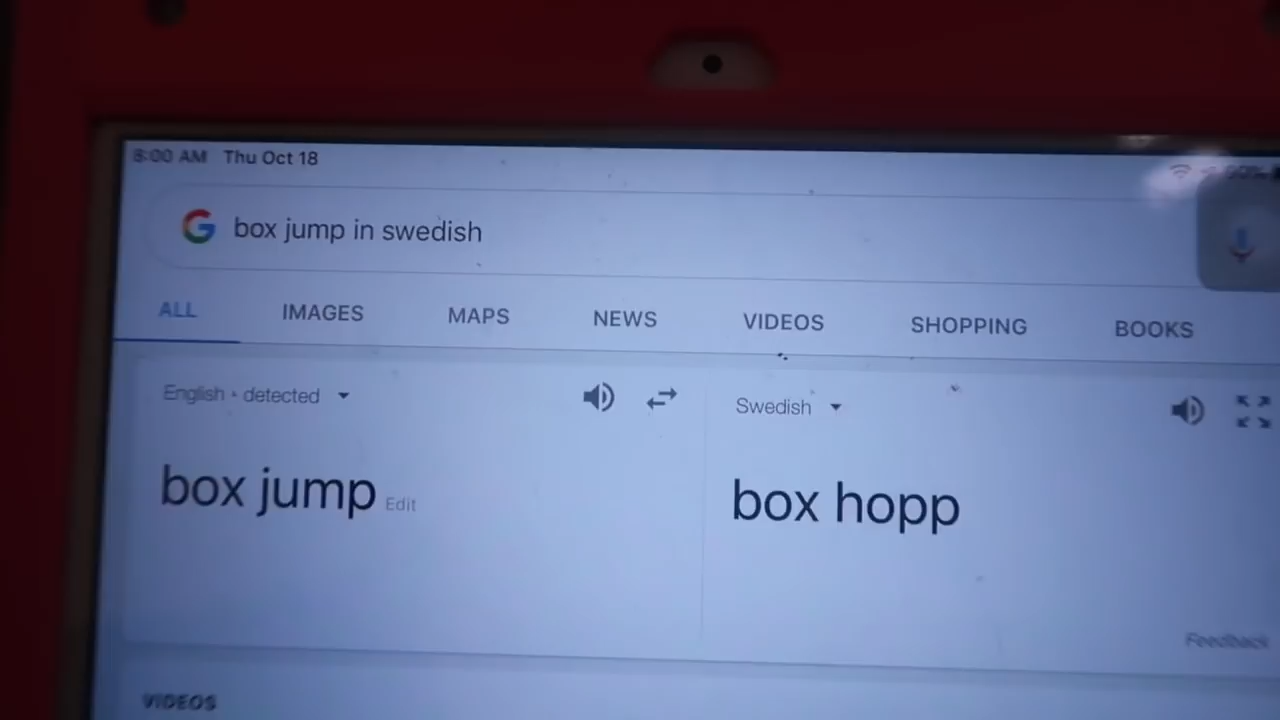 8:00 AM Thu Oct 18
box jump in swedish
ALL IMAGES MAPS NEWS VIDEOS SHOPPING BOOKS
English • detected
Swedish
box jump Edit
box hopp
Feedback
VIDEOS